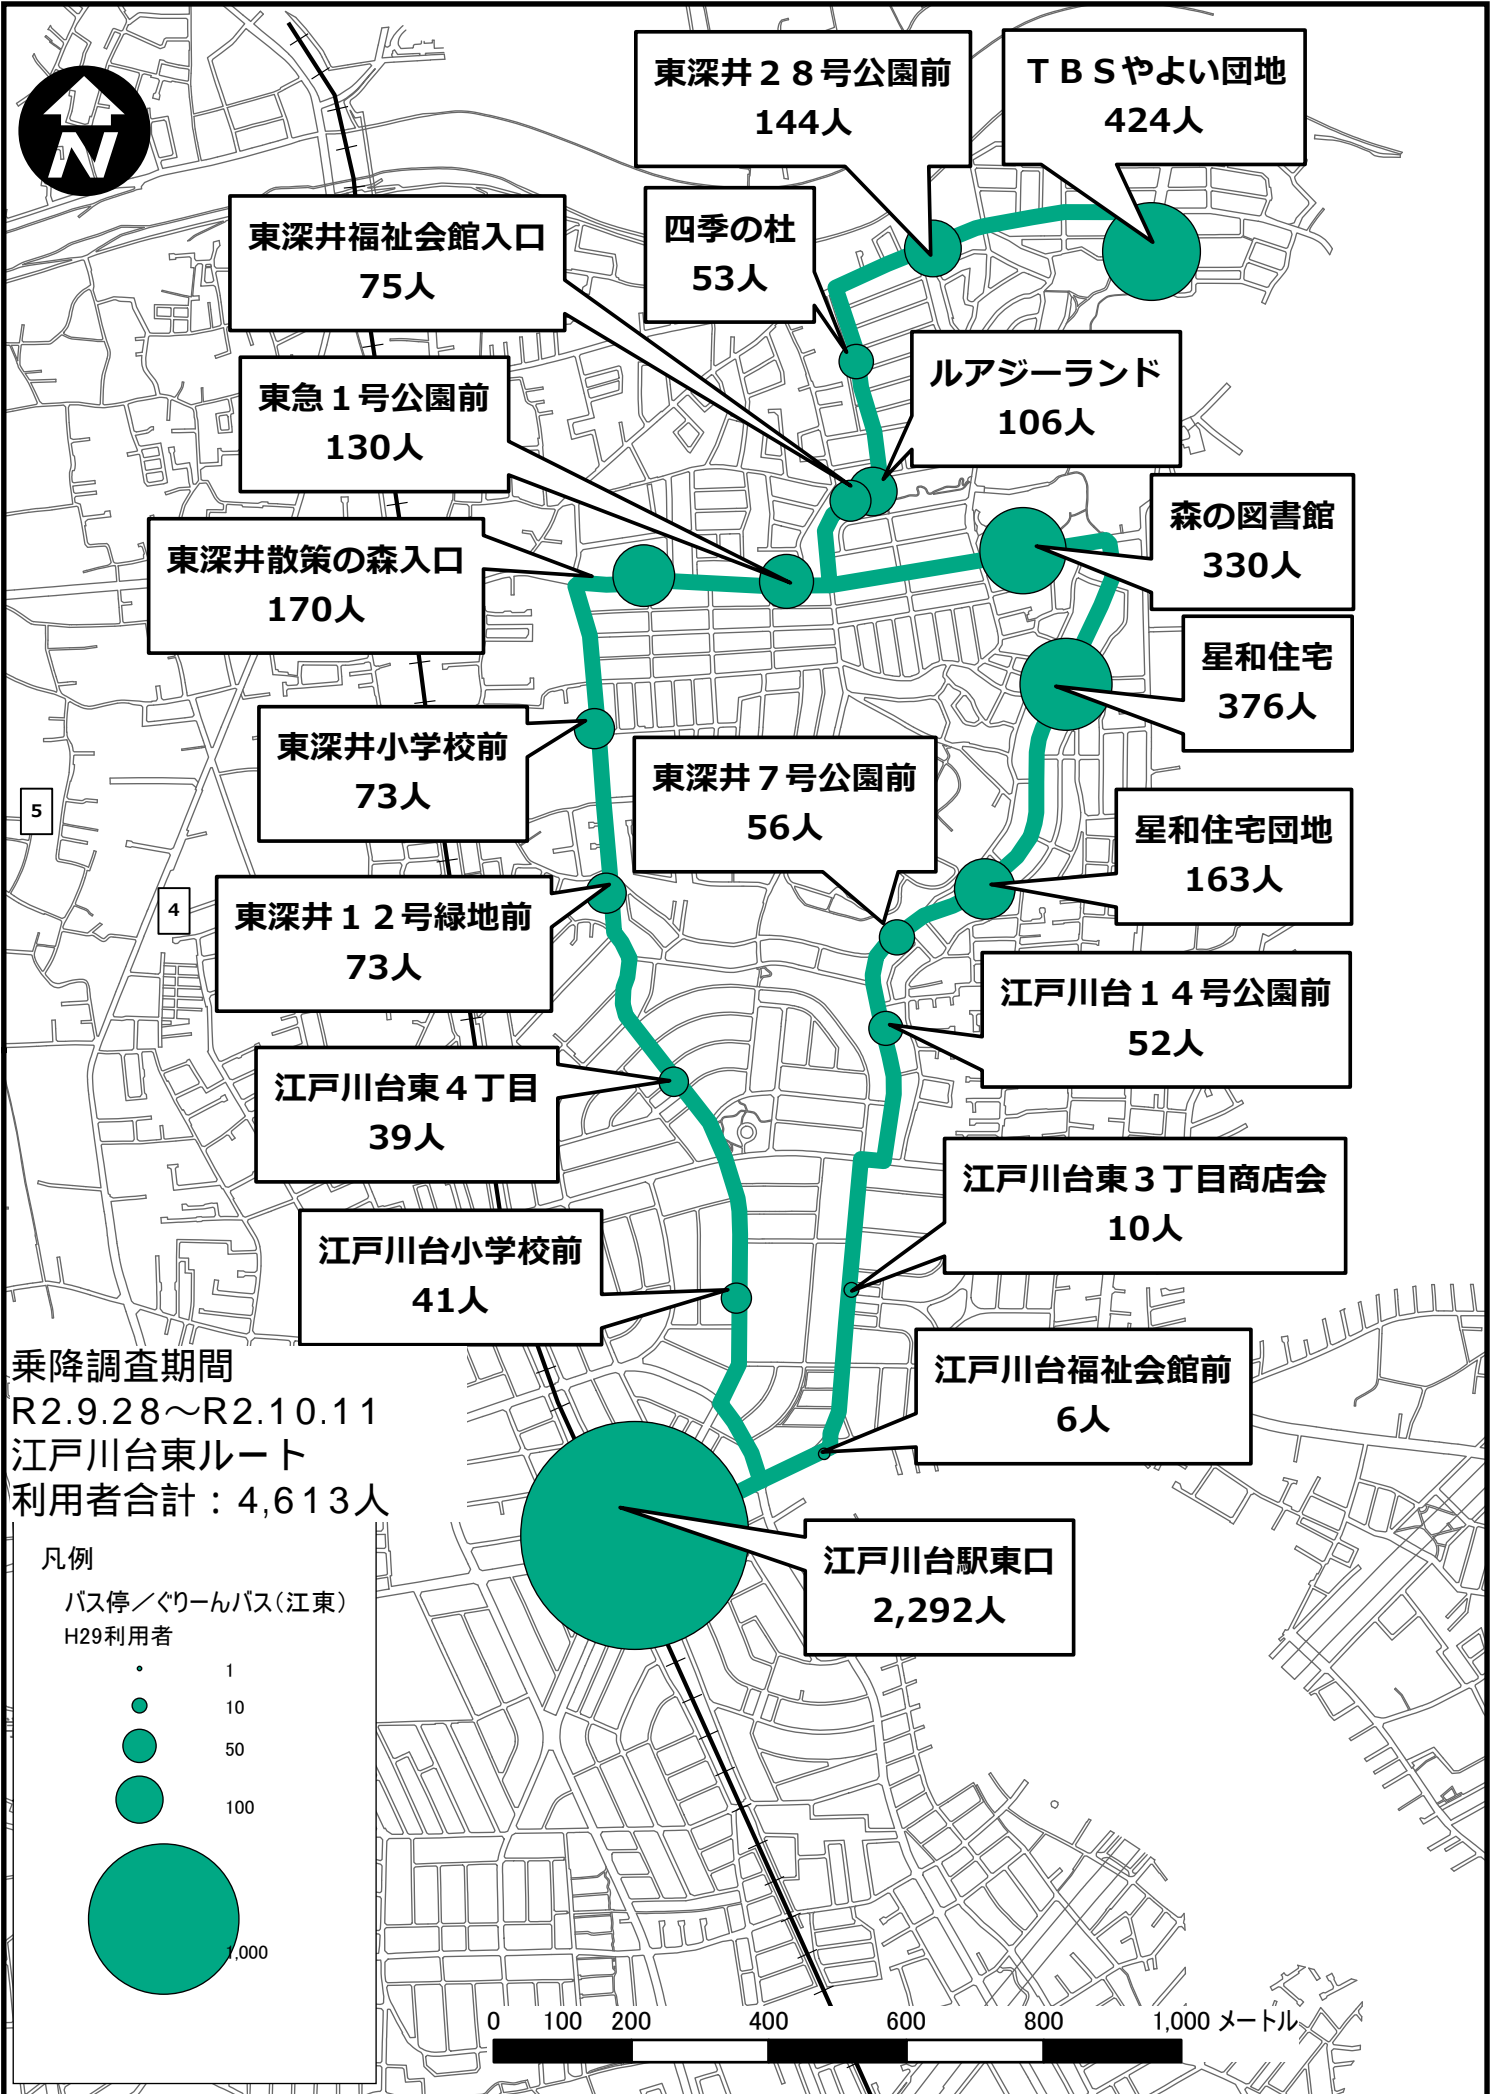 N
東深井２８号公園前
144人
ＴＢＳやよい団地
424人
東深井福祉会館入口
75人
四季の杜
53人
東急１号公園前
130人
ルアジーランド
106人
東深井散策の森入口
170人
森の図書館
330人
星和住宅
376人
東深井小学校前
73人
東深井７号公園前
56人
星和住宅団地
163人
5
4
東深井１２号緑地前
73人
江戸川台１４号公園前
52人
江戸川台東４丁目
39人
江戸川台東３丁目商店会
10人
江戸川台小学校前
41人
江戸川台福祉会館前
6人
江戸川台駅東口
2,292人
乗降調査期間
R2.9.28～R2.10.11
江戸川台東ルート
利用者合計：4,613人
凡例
バス停／ぐりーんバス（江東）
H29利用者
1
10
50
100
1,000
0 100 200 400 600 800 1,000 メートル